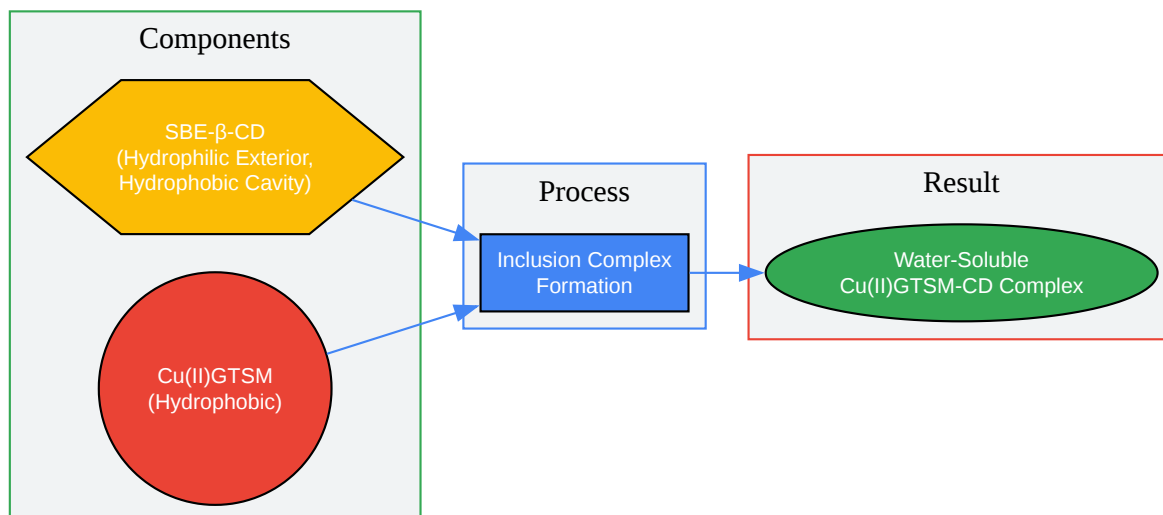 Components
SBE-β-CD
(Hydrophilic Exterior,
Hydrophobic Cavity)
Cu(II)GTSM
(Hydrophobic)
Process
Inclusion Complex
Formation
Result
Water-Soluble
Cu(II)GTSM-CD Complex